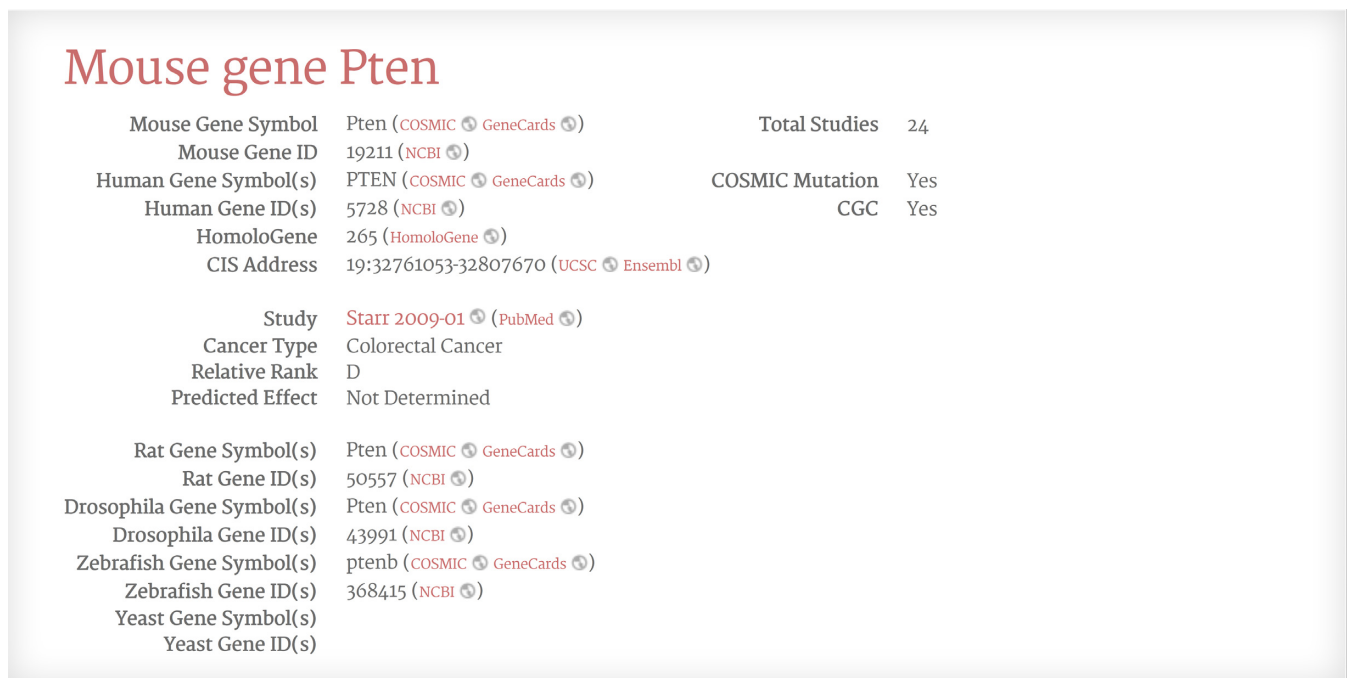 Mouse gene Pten
Mouse Gene Symbol Pten (COSMIC GeneCards) Total Studies 24
Mouse Gene ID 19211 (NCBI)
Human Gene Symbol(s) PTEN (COSMIC GeneCards) COSMIC Mutation Yes
Human Gene ID(s) 5728 (NCBI) CGC Yes
HomoloGene 265 (HomoloGene)
CIS Address 19:32761053-32807670 (UCSC Ensembl)
Study Starr 2009-01 (PubMed)
Cancer Type Colorectal Cancer
Relative Rank D
Predicted Effect Not Determined
Rat Gene Symbol(s) Pten (COSMIC GeneCards)
Rat Gene ID(s) 50557 (NCBI)
Drosophila Gene Symbol(s) Pten (COSMIC GeneCards)
Drosophila Gene ID(s) 43991 (NCBI)
Zebrafish Gene Symbol(s) ptenb (COSMIC GeneCards)
Zebrafish Gene ID(s) 368415 (NCBI)
Yeast Gene Symbol(s)
Yeast Gene ID(s)